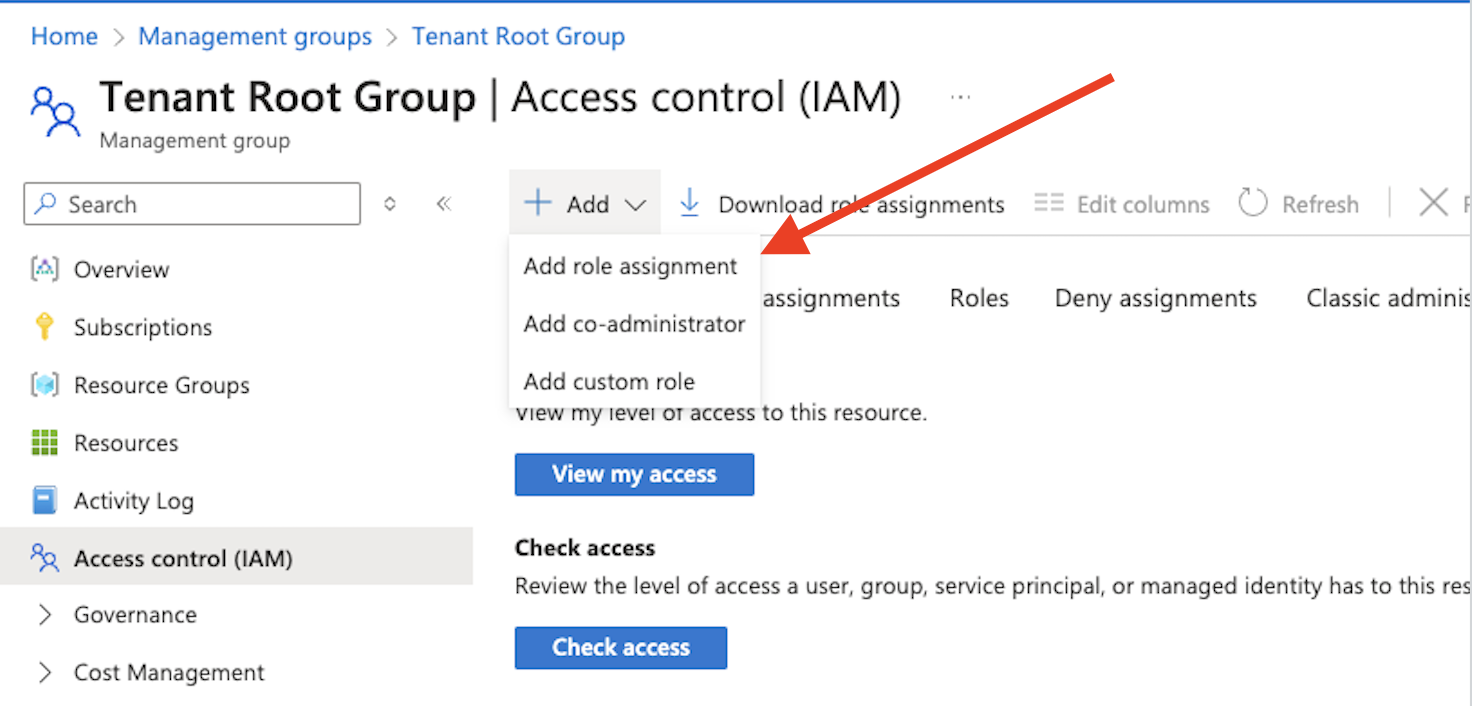 Home > Management groups > Tenant Root Group
Tenant Root Group | Access control (IAM) ...
Management group
Search
Add
Download role assignments
Edit columns
Refresh
Overview
Subscriptions
Resource Groups
Resources
Activity Log
Access control (IAM)
Governance
Cost Management
Add role assignment
Add co-administrator
Add custom role
assignments
Roles
Deny assignments
Classic adminis
View my level of access to this resource.
View my access
Check access
Review the level of access a user, group, service principal, or managed identity has to this res
Check access